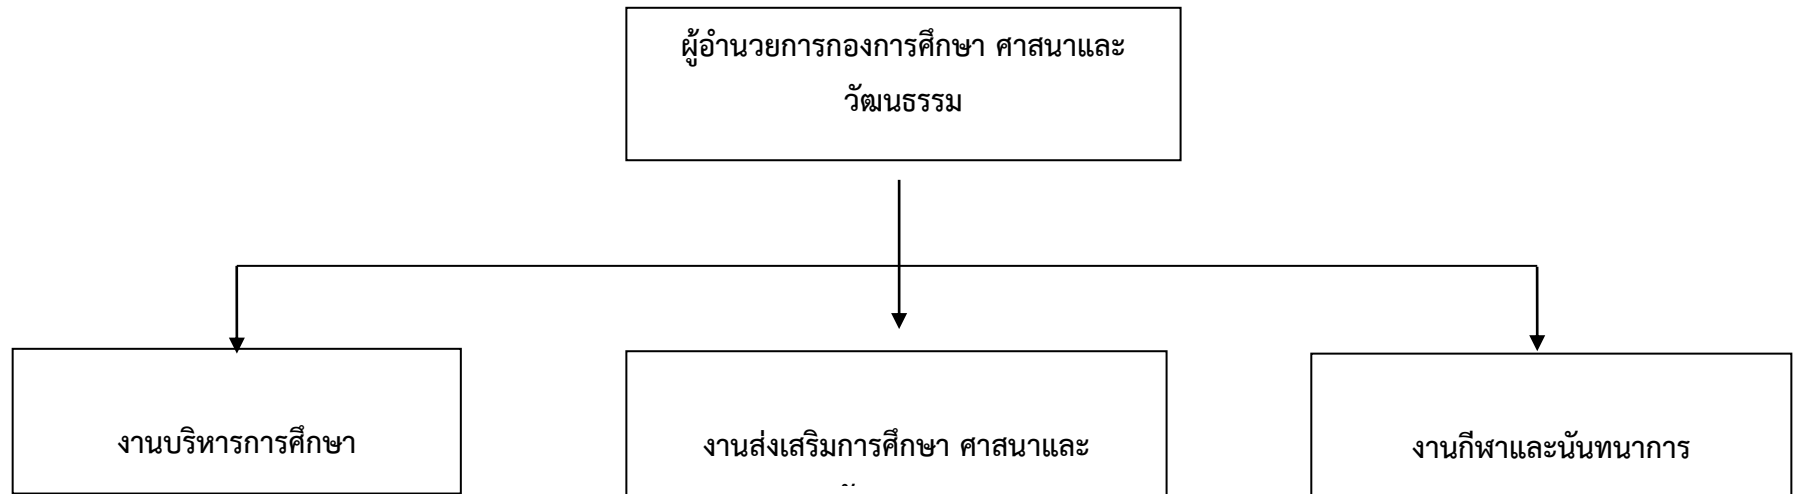 ผู้อำนวยการกองการศึกษา ศาสนาและ
วัฒนธรรม
งานบริหารการศึกษา
งานส่งเสริมการศึกษา ศาสนาและ
งานกีฬาและนันทนาการ